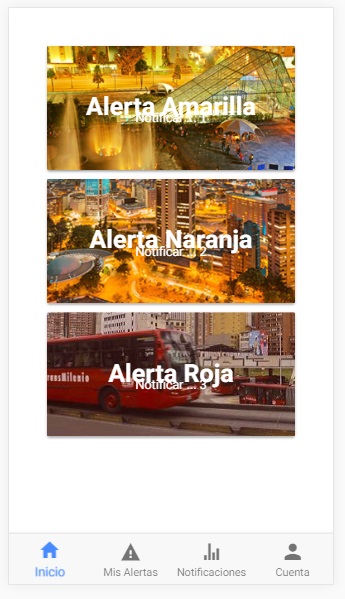 Alerta Amarilla
Notificar ... 1
Alerta Naranja
Notificar ... 2
Alerta Roja
Notificar ... 3
TransMilenio
Inicio
Mis Alertas
Notificaciones
Cuenta